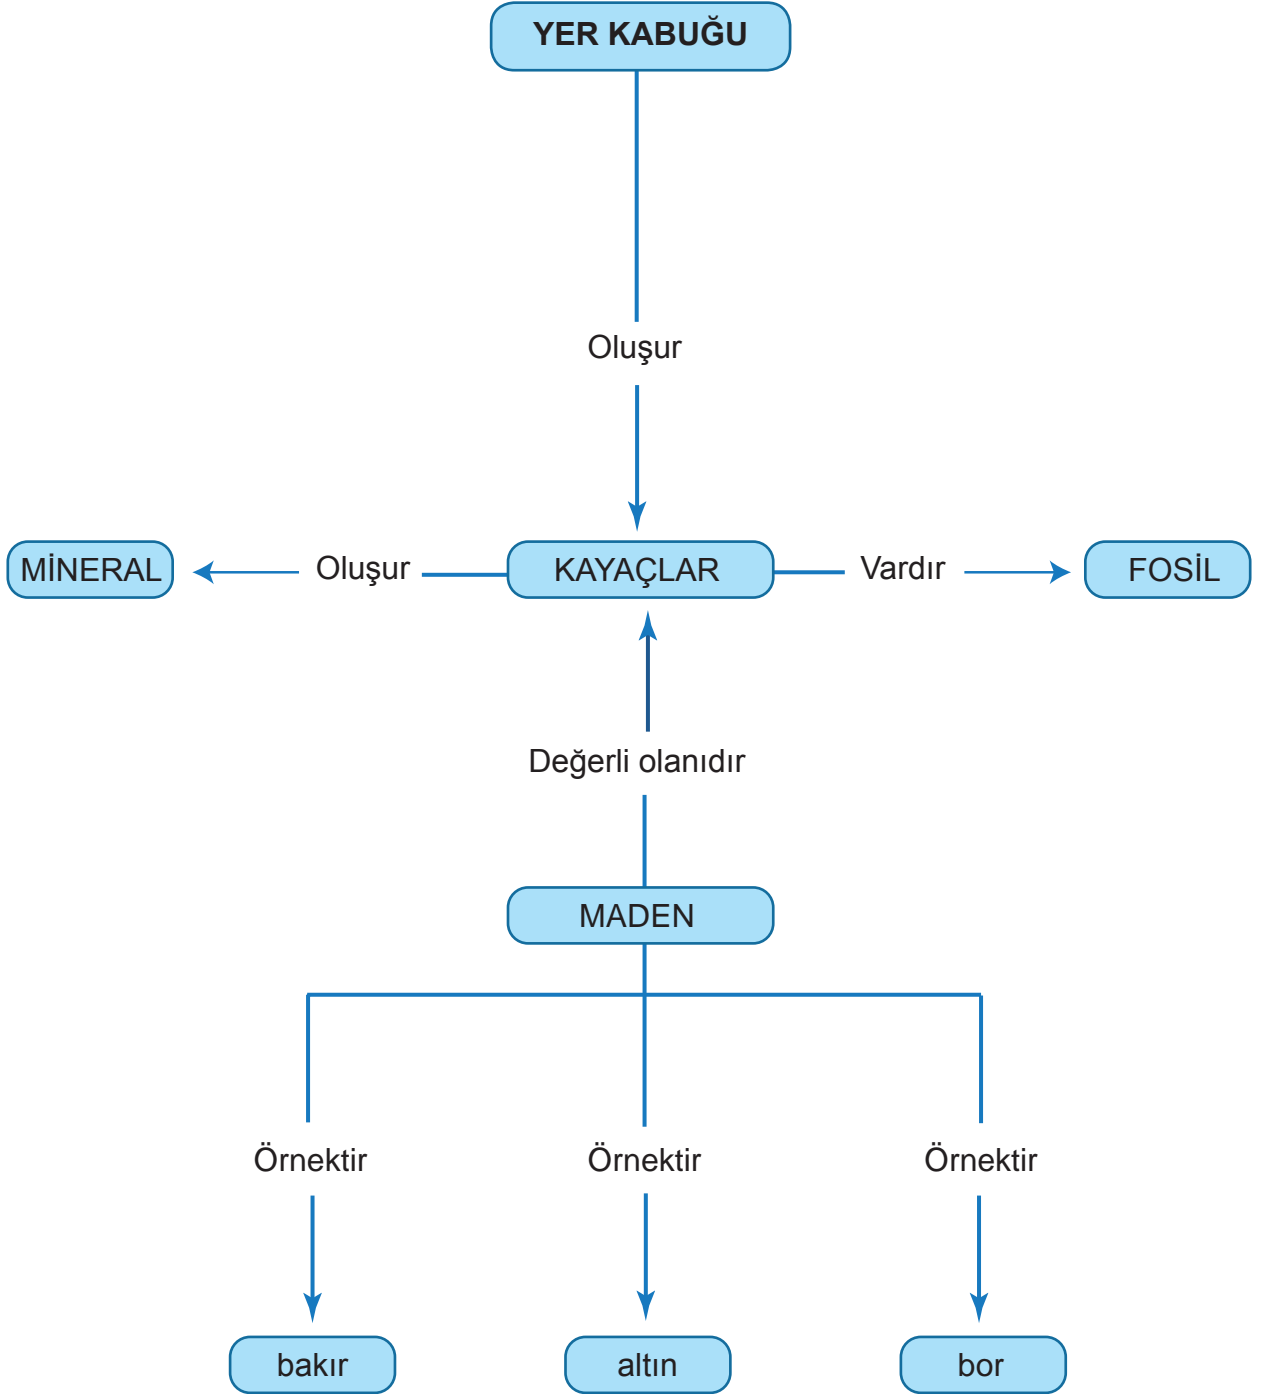 YER KABUĞU
Oluşur
MİNERAL
Oluşur
KAYAÇLAR
Vardır
FOSİL
Değerli olanıdır
MADEN
Örnektir
Örnektir
Örnektir
bakır
altın
bor